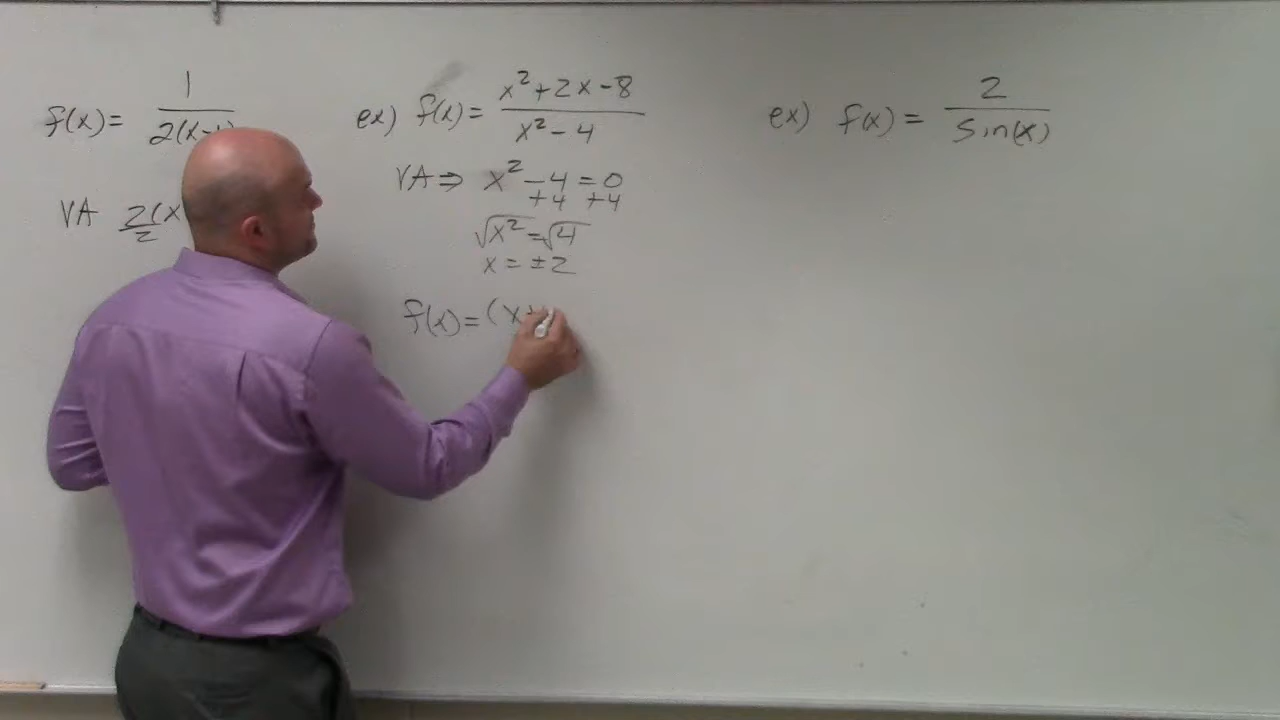 f(x) = 1
2(x-
VA 2(x
2
ex) f(x) = x²+2x-8
x²-4
VA ⇒ x² - 4 = 0
+4 +4
√x² = √4
x = ±2
f(x) = (x+
ex) f(x) = 2
sin(x)